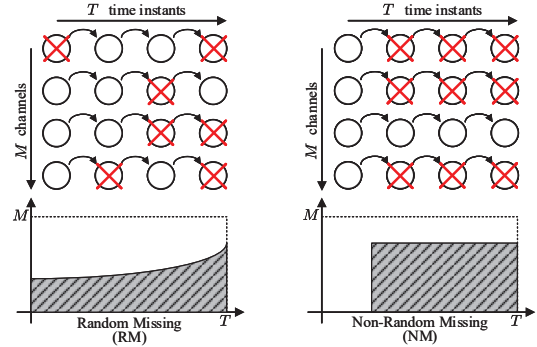 T time instants
M channels
M
T
Random Missing
(RM)
T time instants
M channels
M
T
Non-Random Missing
(NM)